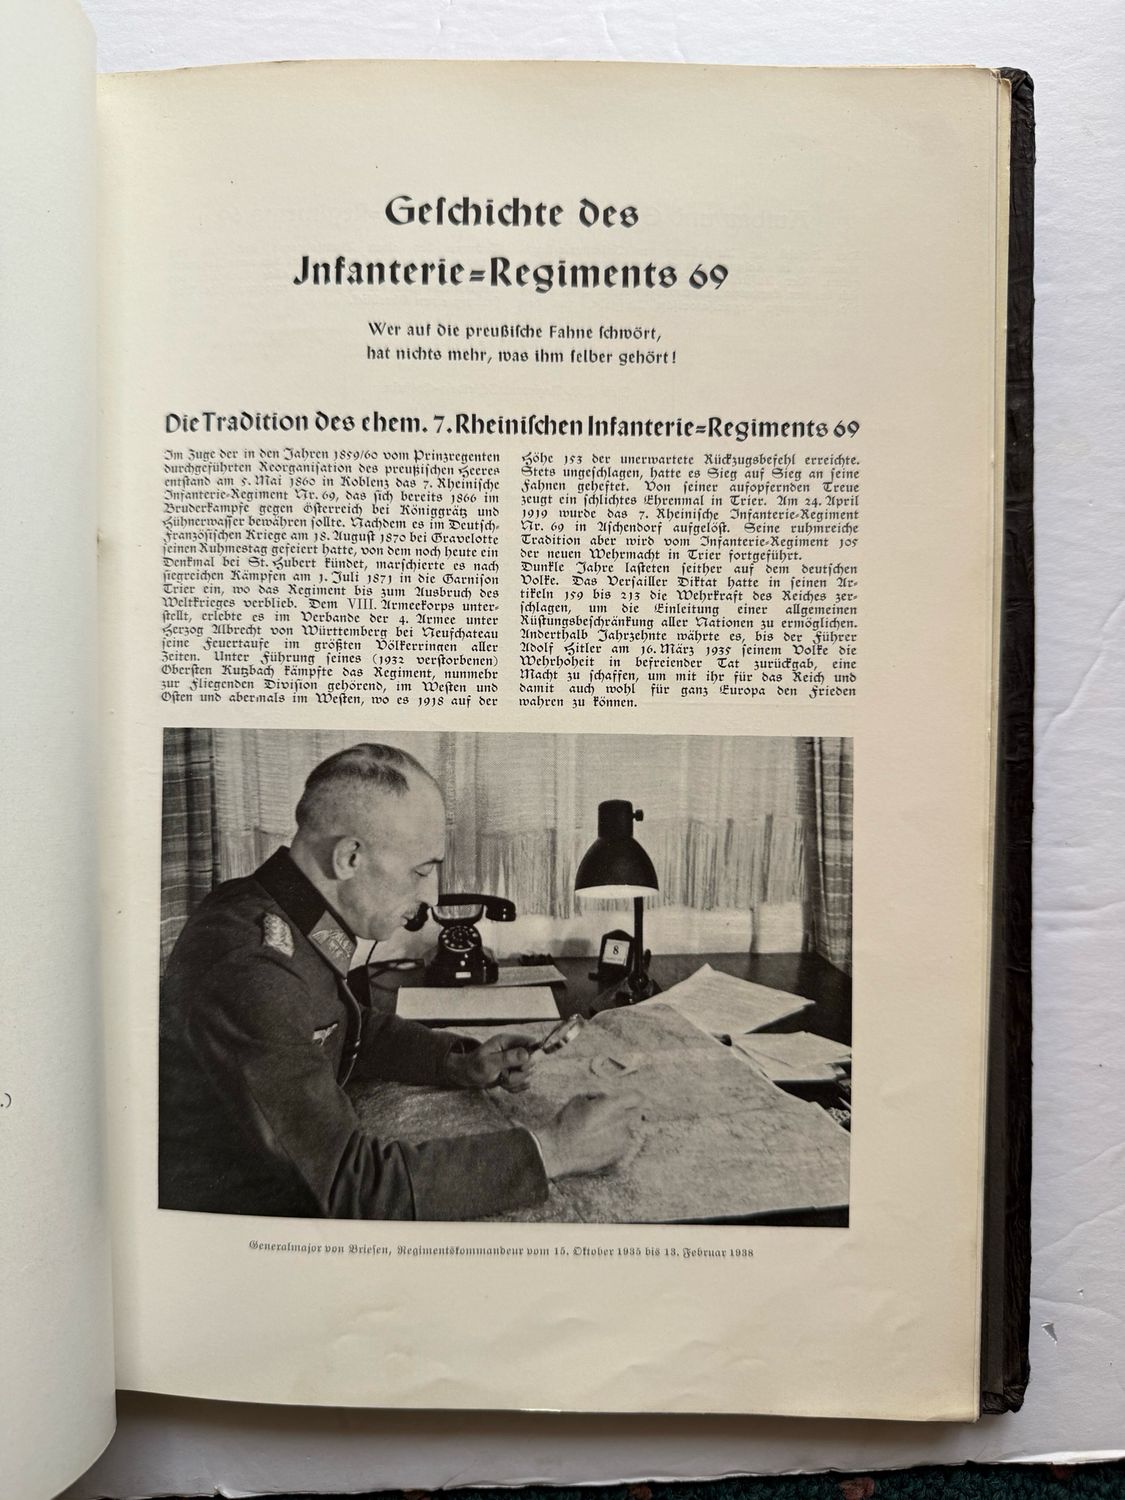 Geschichte des
Infanterie=Regiments 69
Wer auf die preußische Fahne schwört,
hat nichts mehr, was ihm selber gehört!
Die Tradition des ehem. 7. Rheinischen Infanterie=Regiments 69
Im Zuge der in den Jahren 1859/60 vom Prinzregenten
durchgeführten Reorganisation des preußischen Heeres
entstand am 5. Mai 1860 in Koblenz das 7. Rheinische
Infanterie-Regiment Nr. 69, das sich bereits 1866 im
Bruderkampfe gegen Österreich bei Königgrätz und
Hühnerwasser bewähren sollte. Nachdem es im Deutsch-
Französischen Kriege am 18. August 1870 bei Gravelotte
seinen Ruhmestag gefeiert hatte, von dem noch heute ein
Denkmal bei St. Hubert kündet, marschierte es nach
siegreichen Kämpfen am 1. Juli 1871 in die Garnison
Trier ein, wo das Regiment bis zum Ausbruch des
Weltkrieges verblieb. Dem VIII. Armeekorps unter-
stellt, erlebte es im Verbande der 4. Armee unter
Herzog Albrecht von Württemberg bei Neufchateau
seine Feuertaufe im größten Völkerringen aller
Zeiten. Unter Führung seines (1932 verstorbenen)
Obersten Kutzbach kämpfte das Regiment, nunmehr
zur Fliegenden Division gehörend, im Westen und
Osten und abermals im Westen, wo es 1918 auf der
Höhe 153 der unerwartete Rückzugsbefehl erreichte.
Stets ungeschlagen, hatte es Sieg auf Sieg an seine
Fahnen geheftet. Von seiner aufopfernden Treue
zeugt ein schlichtes Ehrenmal in Trier. Am 24. April
1919 wurde das 7. Rheinische Infanterie-Regiment
Nr. 69 in Aschendorf aufgelöst. Seine ruhmreiche
Tradition aber wird vom Infanterie-Regiment 105
der neuen Wehrmacht in Trier fortgeführt.
Dunkle Jahre lasteten seither auf dem deutschen
Volke. Das Versailler Diktat hatte in seinen Ar-
tikeln 159 bis 213 die Wehrkraft des Reiches zer-
schlagen, um die Einleitung einer allgemeinen
Rüstungsbeschränkung aller Nationen zu ermöglichen.
Anderthalb Jahrzehnte währte es, bis der Führer
Adolf Hitler am 16. März 1935 seinem Volke die
Wehrhoheit in befreiender Tat zurückgab, eine
Macht zu schaffen, um mit ihr für das Reich und
damit auch wohl für ganz Europa den Frieden
wahren zu können.
8
Generalmajor von Briesen, Regimentskommandeur vom 15. Oktober 1935 bis 13. Februar 1938
.)